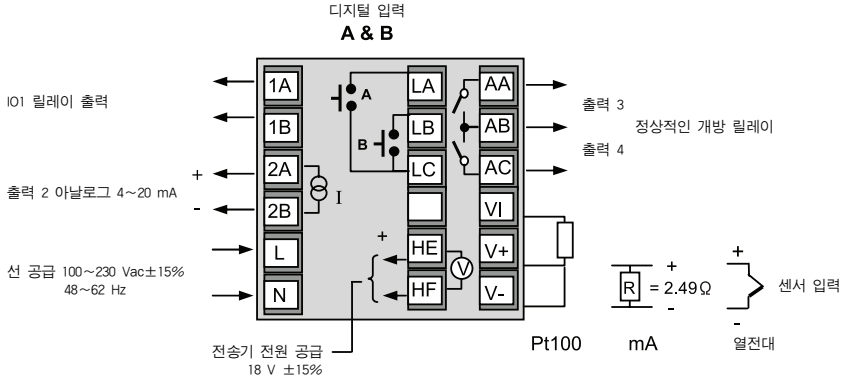 디지털 입력
A & B
IO1 릴레이 출력
1A
1B
2A
2B
L
N
+
출력 2 아날로그 4~20 mA
-
I
선 공급 100~230 Vac±15%
48~62 Hz
A
B
LA
LB
LC
HE
HF
+
V
AA
AB
AC
VI
V+
V-
출력 3
정상적인 개방 릴레이
출력 4
전송기 전원 공급
18 V ±15%
Pt100
+
R = 2.49Ω
-
mA
+
센서 입력
-
열전대